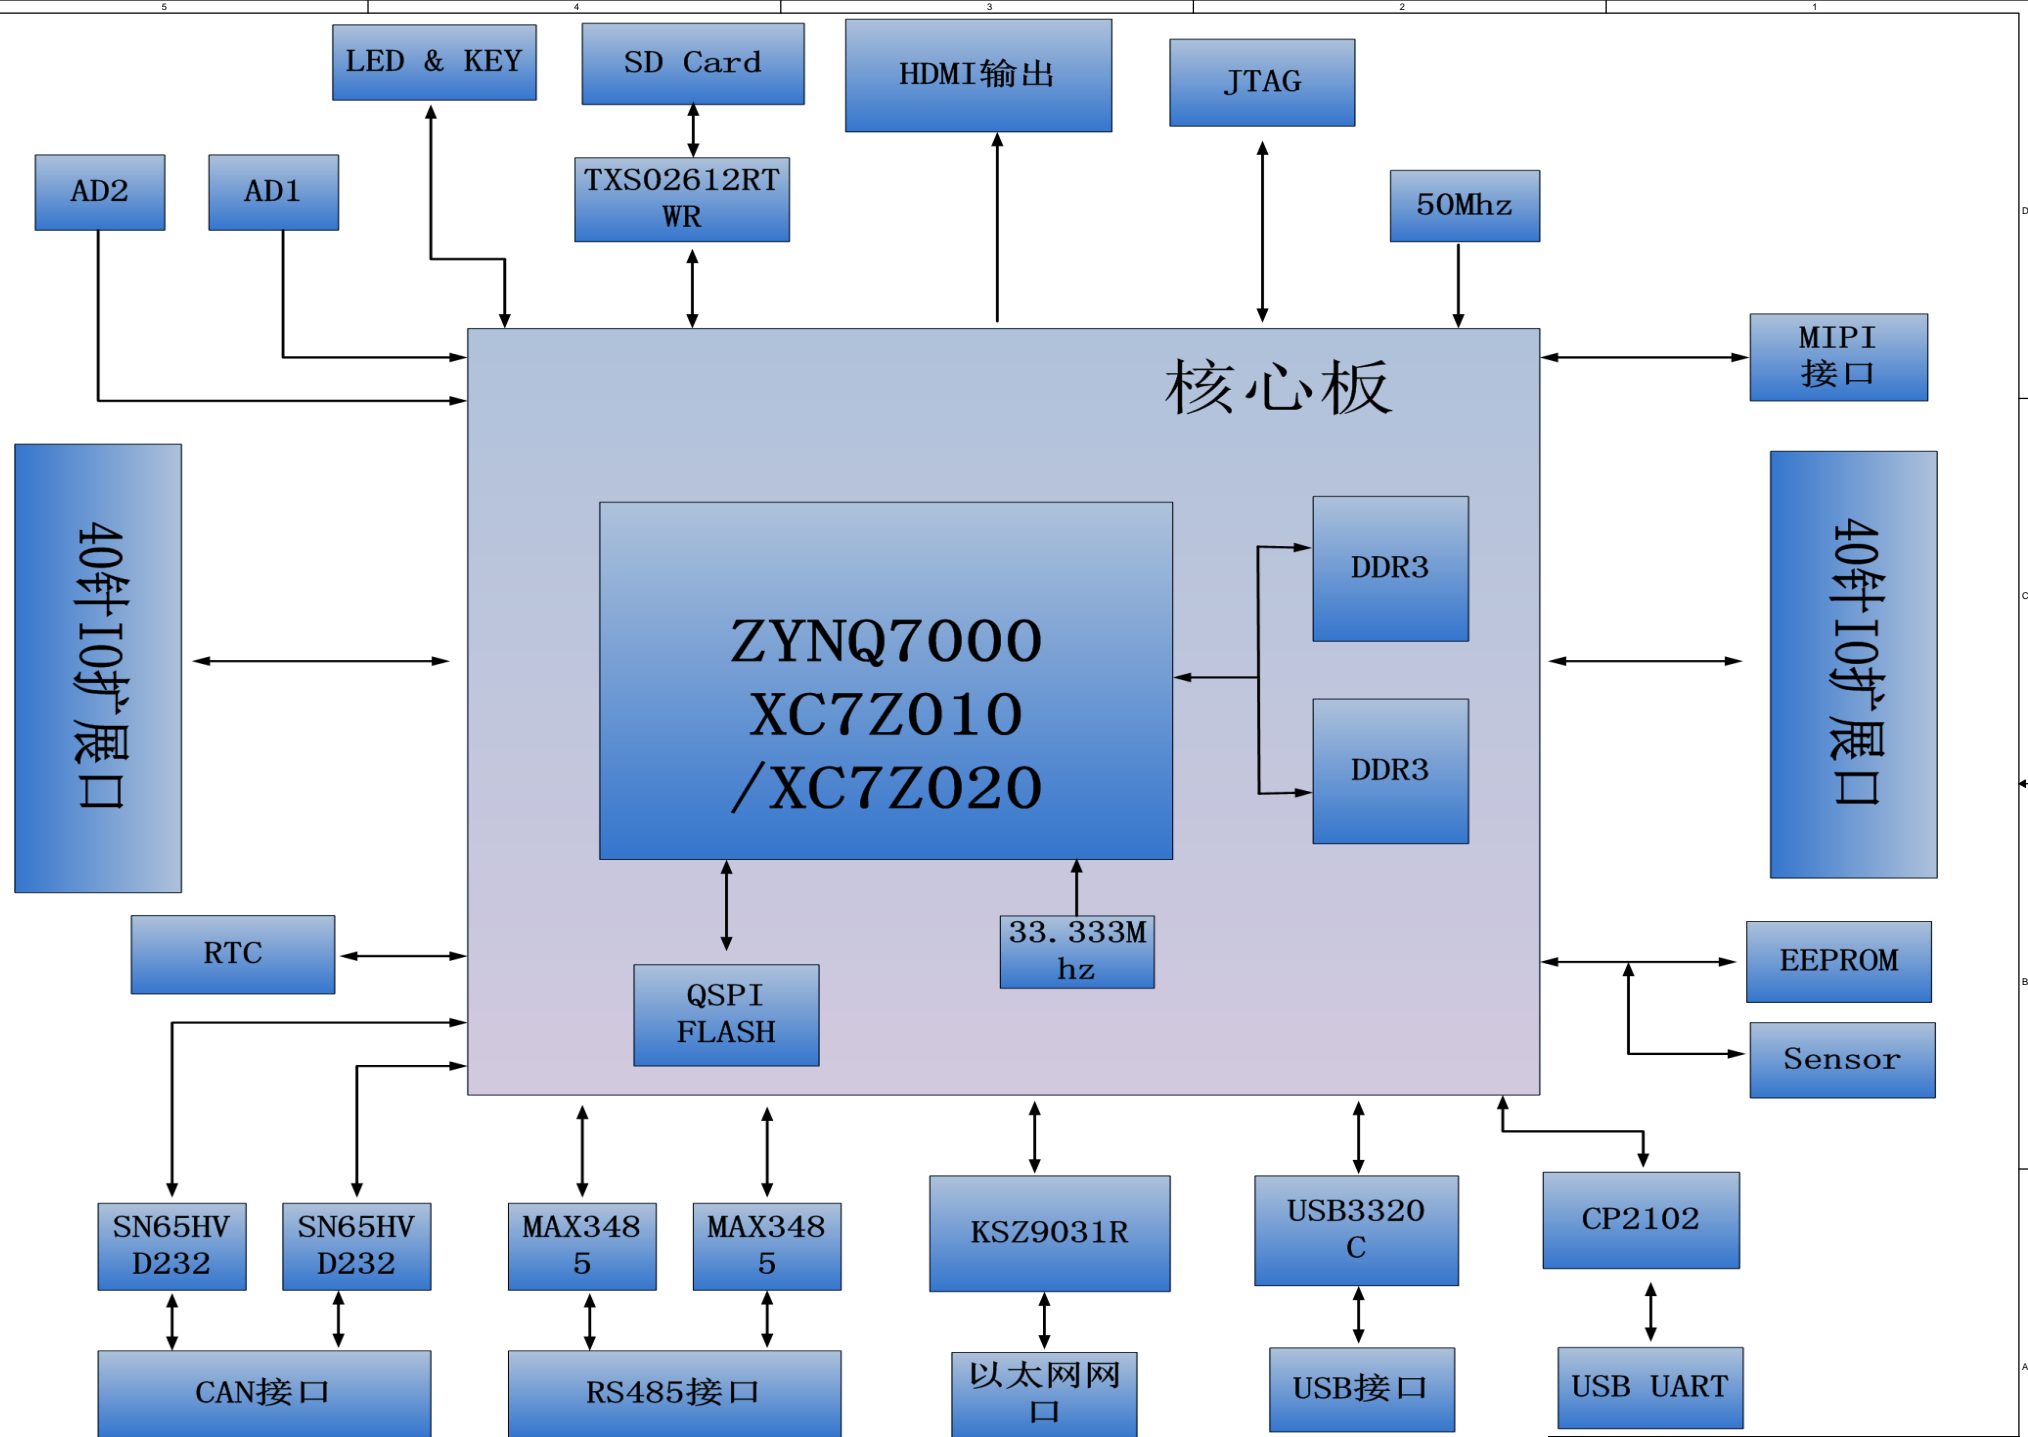 5
4
3
2
1
LED & KEY
SD Card
HDMI输出
JTAG
AD2
AD1
TXS02612RT
WR
50Mhz
D
MIPI
接口
核心板
40针IO扩展口
ZYNQ7000
XC7Z010
/XC7Z020
DDR3
DDR3
40针IO扩展口
C
RTC
QSPI
FLASH
33.333M
hz
EEPROM
Sensor
B
SN65HV
D232
SN65HV
D232
MAX348
5
MAX348
5
KSZ9031R
USB3320
C
CP2102
CAN接口
RS485接口
以太网网
口
USB接口
USB UART
A